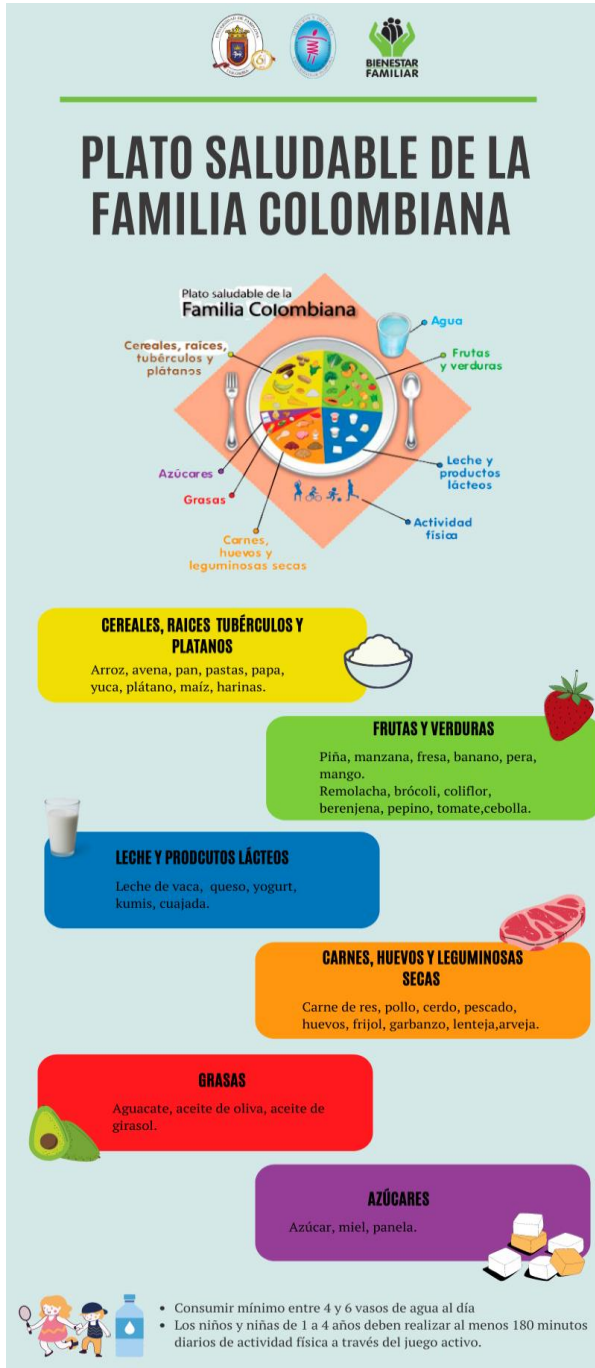 BIENESTAR
FAMILIAR
PLATO SALUDABLE DE LA
FAMILIA COLOMBIANA
Plato saludable de la
Familia Colombiana
Agua
Cereales, raíces,
tubérculos y
plátanos
Frutas
y verduras
Azúcares
Leche y
productos
lácteos
Grasas
Actividad
física
Carnes,
huevos y
leguminosas secas
CEREALES, RAICES TUBÉRCULOS Y
PLATANOS
Arroz, avena, pan, pastas, papa,
yuca, plátano, maíz, harinas.
FRUTAS Y VERDURAS
Piña, manzana, fresa, banano, pera,
mango.
Remolacha, brócoli, coliflor,
berenjena, pepino, tomate,cebolla.
LECHE Y PRODCUTOS LÁCTEOS
Leche de vaca, queso, yogurt,
kumis, cuajada.
CARNES, HUEVOS Y LEGUMINOSAS
SECAS
Carne de res, pollo, cerdo, pescado,
huevos, frijol, garbanzo, lenteja,arveja.
GRASAS
Aguacate, aceite de oliva, aceite de
girasol.
AZÚCARES
Azúcar, miel, panela.
• Consumir mínimo entre 4 y 6 vasos de agua al día
• Los niños y niñas de 1 a 4 años deben realizar al menos 180 minutos
diarios de actividad física a través del juego activo.